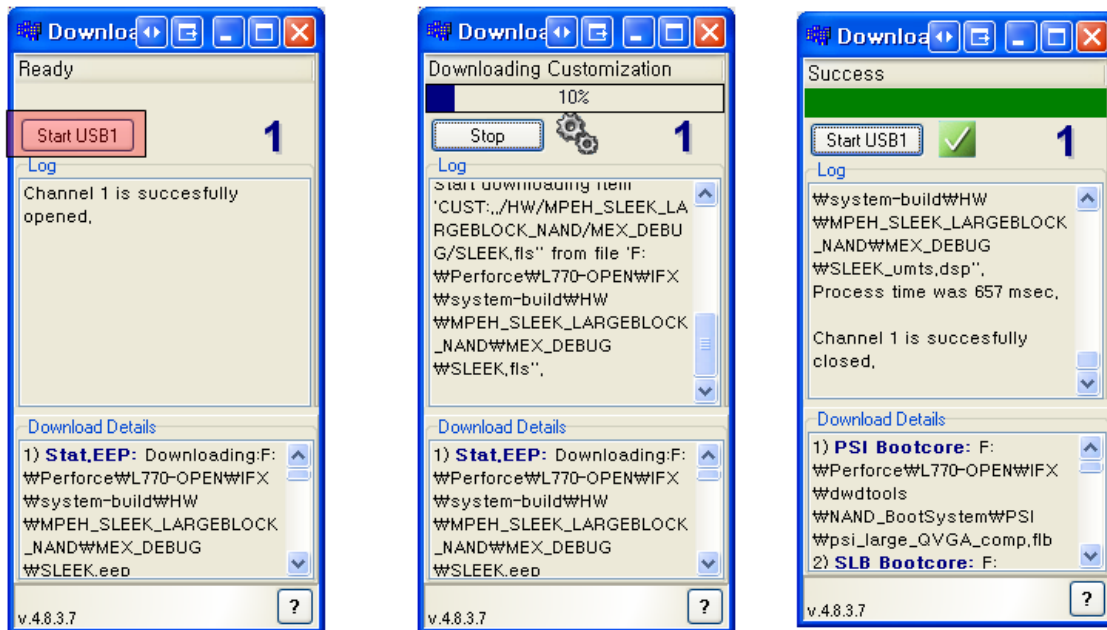 Downloa
Ready
Start USB1
1
Log
Channel 1 is succesfully
opened,
Download Details
1) Stat,EEP: Downloading:F:
₩Perforce₩L770-OPEN₩IFX
₩system-build₩HW
₩MPEH_SLEEK_LARGEBLOCK
_NAND₩MEX_DEBUG
₩SLEEK.eep
v.4.8.3.7
?
Downloa
Downloading Customization
10%
Stop
1
Log
Start downloading item
'CUST:,,/HW/MPEH_SLEEK_LA
RGEBLOCK_NAND/MEX_DEBU
G/SLEEK,fls" from file 'F:
₩Perforce₩L770-OPEN₩IFX
₩system-build₩HW
₩MPEH_SLEEK_LARGEBLOCK
_NAND₩MEX_DEBUG
₩SLEEK,fls",
Download Details
1) Stat,EEP: Downloading:F:
₩Perforce₩L770-OPEN₩IFX
₩system-build₩HW
₩MPEH_SLEEK_LARGEBLOCK
_NAND₩MEX_DEBUG
₩SLEEK.eep
v.4.8.3.7
?
Downloa
Success
Start USB1
1
Log
₩system-build₩HW
₩MPEH_SLEEK_LARGEBLOCK
_NAND₩MEX_DEBUG
₩SLEEK_umts,dsp",
Process time was 657 msec,
Channel 1 is succesfully
closed,
Download Details
1) PSI Bootcore: F:
₩Perforce₩L770-OPEN₩IFX
₩dwdtools
₩NAND_BootSystem₩PSI
₩psi_large_QVGA_comp,flb
2) SLB Bootcore: F:
v.4.8.3.7
?